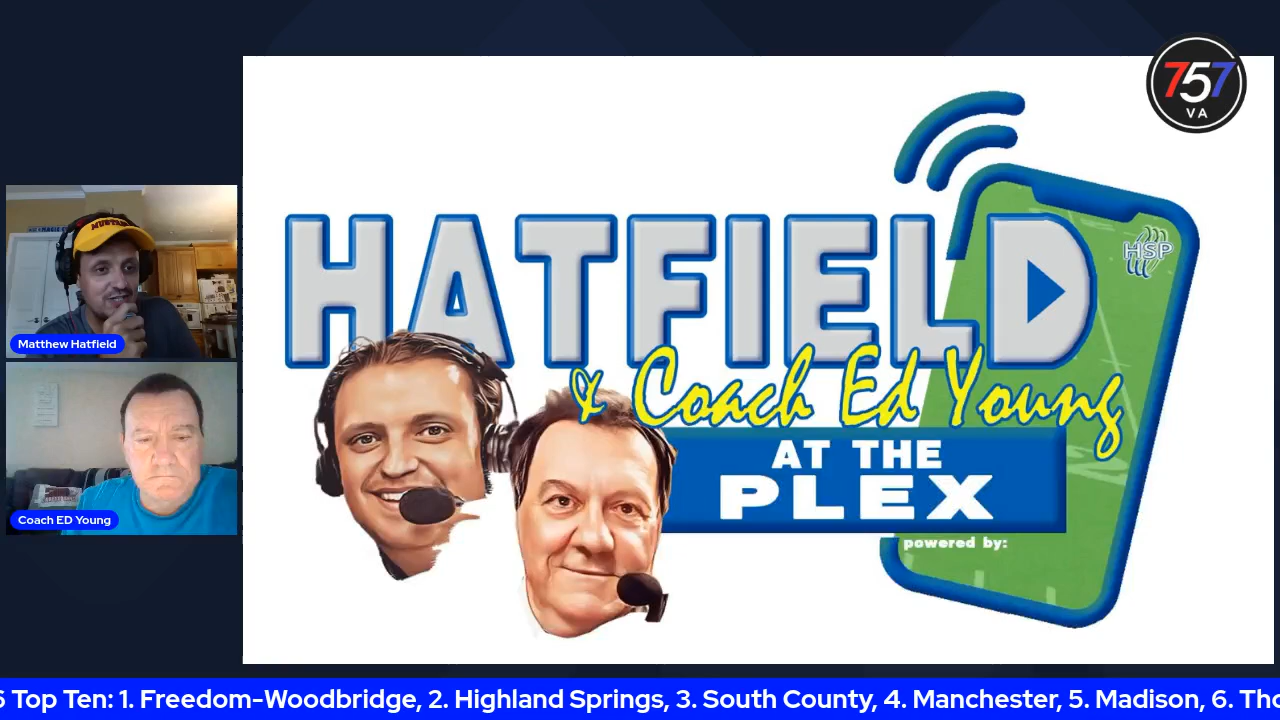 757
VA
HSP
HATFIELD
& Coach Ed Young
AT THE
PLEX
powered by:
Matthew Hatfield
Coach ED Young
Top Ten: 1. Freedom-Woodbridge, 2. Highland Springs, 3. South County, 4. Manchester, 5. Madison, 6.